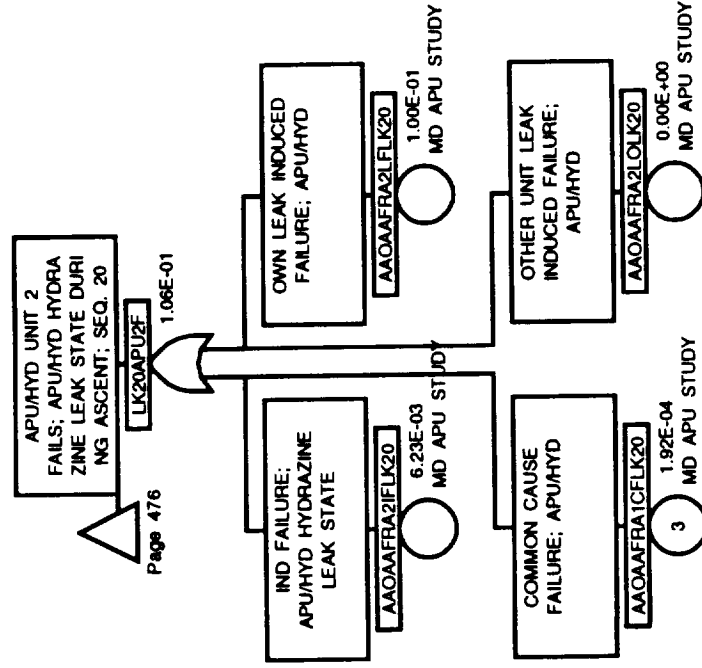 APU/HYD UNIT 2
FAILS; APU/HYD HYDRA
ZINE LEAK STATE DURI
NG ASCENT; SEQ. 20
LK20APU2F
1.06E-01
Page 476
IND FAILURE;
APU/HYD HYDRAZINE
LEAK STATE
AAOAAFRA2IFLK20
6.23E-03
MD APU STUDY
OWN LEAK INDUCED
FAILURE; APU/HYD
AAOAAFRA2LFLK20
1.00E-01
MD APU STUDY
COMMON CAUSE
FAILURE; APU/HYD
AAOAAFRA1CFLK20
3
1.92E-04
MD APU STUDY
OTHER UNIT LEAK
INDUCED FAILURE;
APU/HYD
AAOAAFRA2LOLK20
0.00E+00
MD APU STUDY